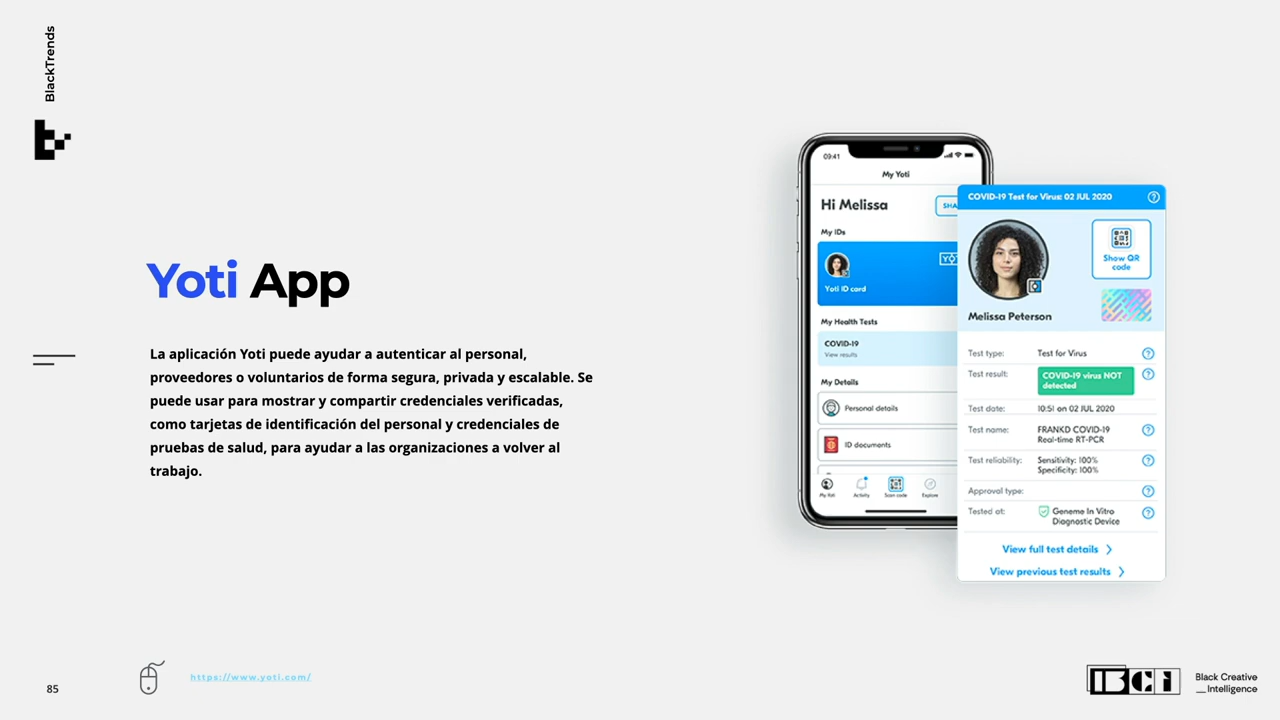 BlackTrends
Yoti App
La aplicación Yoti puede ayudar a autenticar al personal,
proveedores o voluntarios de forma segura, privada y escalable. Se
puede usar para mostrar y compartir credenciales verificadas,
como tarjetas de identificación del personal y credenciales de
pruebas de salud, para ayudar a las organizaciones a volver al
trabajo.
09:41
My Yoti
Hi Melissa
SHA
My IDs
Yoti ID card
My Health Tests
COVID-19
View results
My Details
Personal details
ID documents
My Yoti
Activity
Scan code
Explore
COVID-19 Test for Virus: 02 JUL 2020
Show QR
code
Melissa Peterson
Test type: Test for Virus
Test result: COVID-19 virus NOT
detected
Test date: 10:51 on 02 JUL 2020
Test name: FRANKD COVID-19
Real-time RT-PCR
Test reliability: Sensitivity: 100%
Specificity: 100%
Approval type:
Tested at: Geneme In Vitro
Diagnostic Device
View full test details
View previous test results
85
https://www.yoti.com/
BCi
Black Creative
__Intelligence